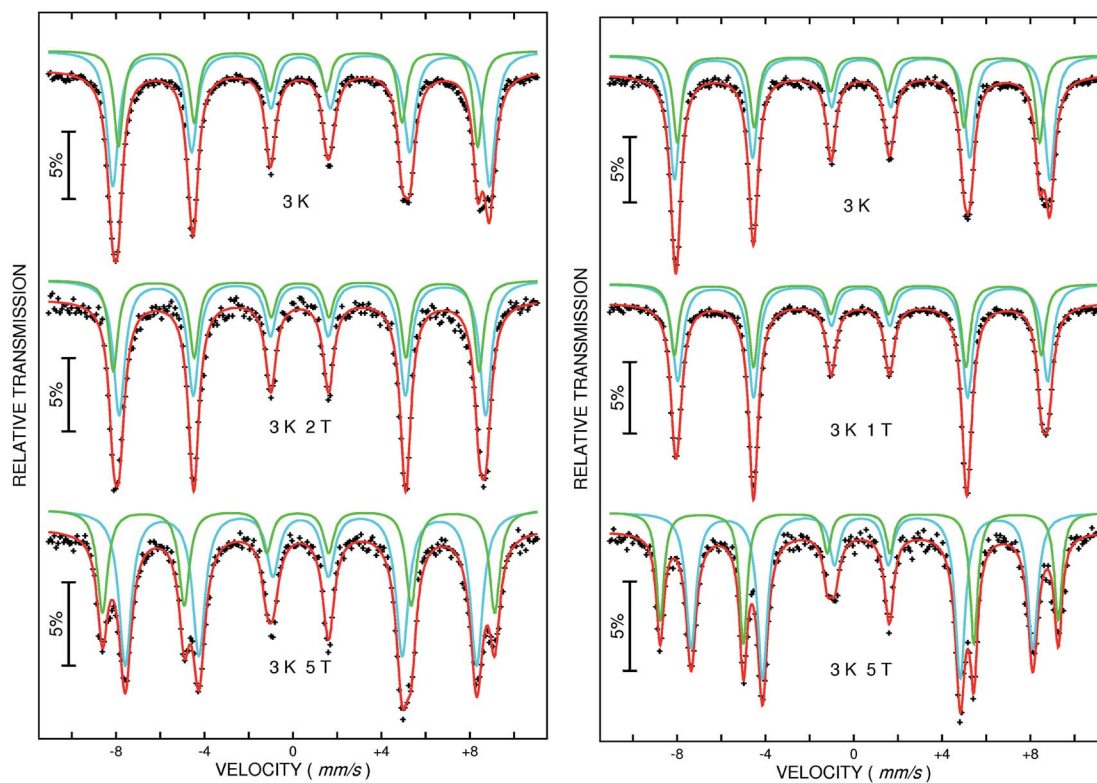 RELATIVE TRANSMISSION
5%
3 K
5%
3 K 2 T
5%
3 K 5 T
-8 -4 0 +4 +8
VELOCITY ( mm/s )
RELATIVE TRANSMISSION
5%
3 K
5%
3 K 1 T
5%
3 K 5 T
-8 -4 0 +4 +8
VELOCITY ( mm/s )